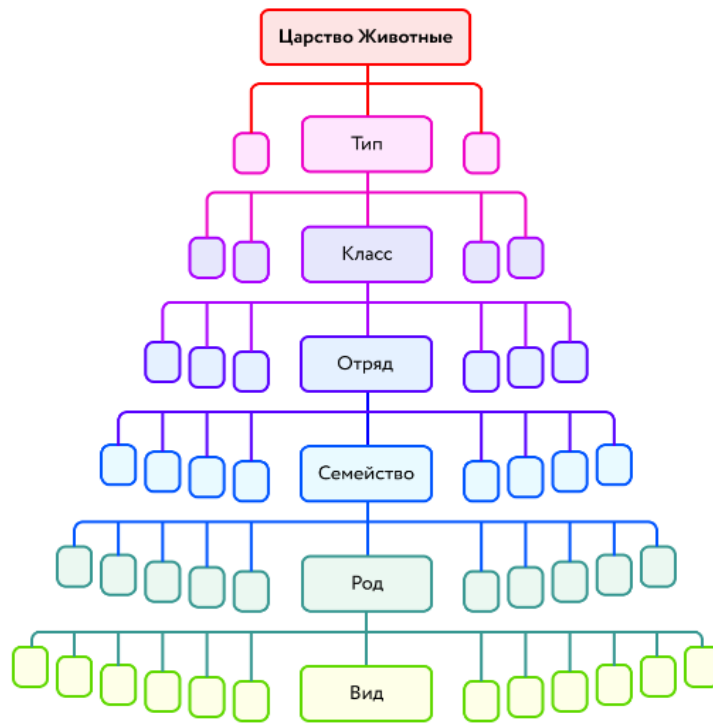 Царство Животные
Тип
Класс
Отряд
Семейство
Род
Вид